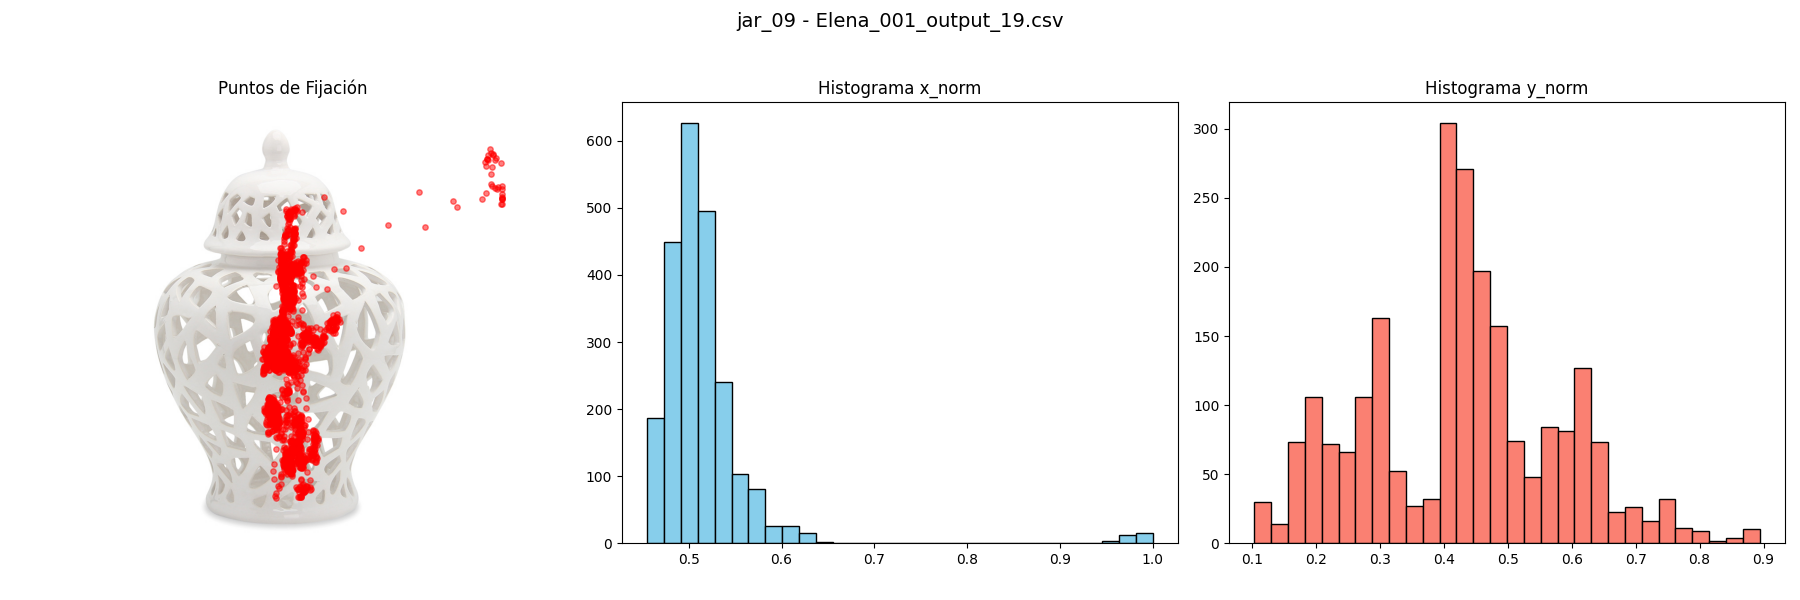 jar_09 - Elena_001_output_19.csv
Puntos de Fijación
Histograma x_norm
600
500
400
300
200
100
0
0.5 0.6 0.7 0.8 0.9 1.0
Histograma y_norm
300
250
200
150
100
50
0
0.1 0.2 0.3 0.4 0.5 0.6 0.7 0.8 0.9